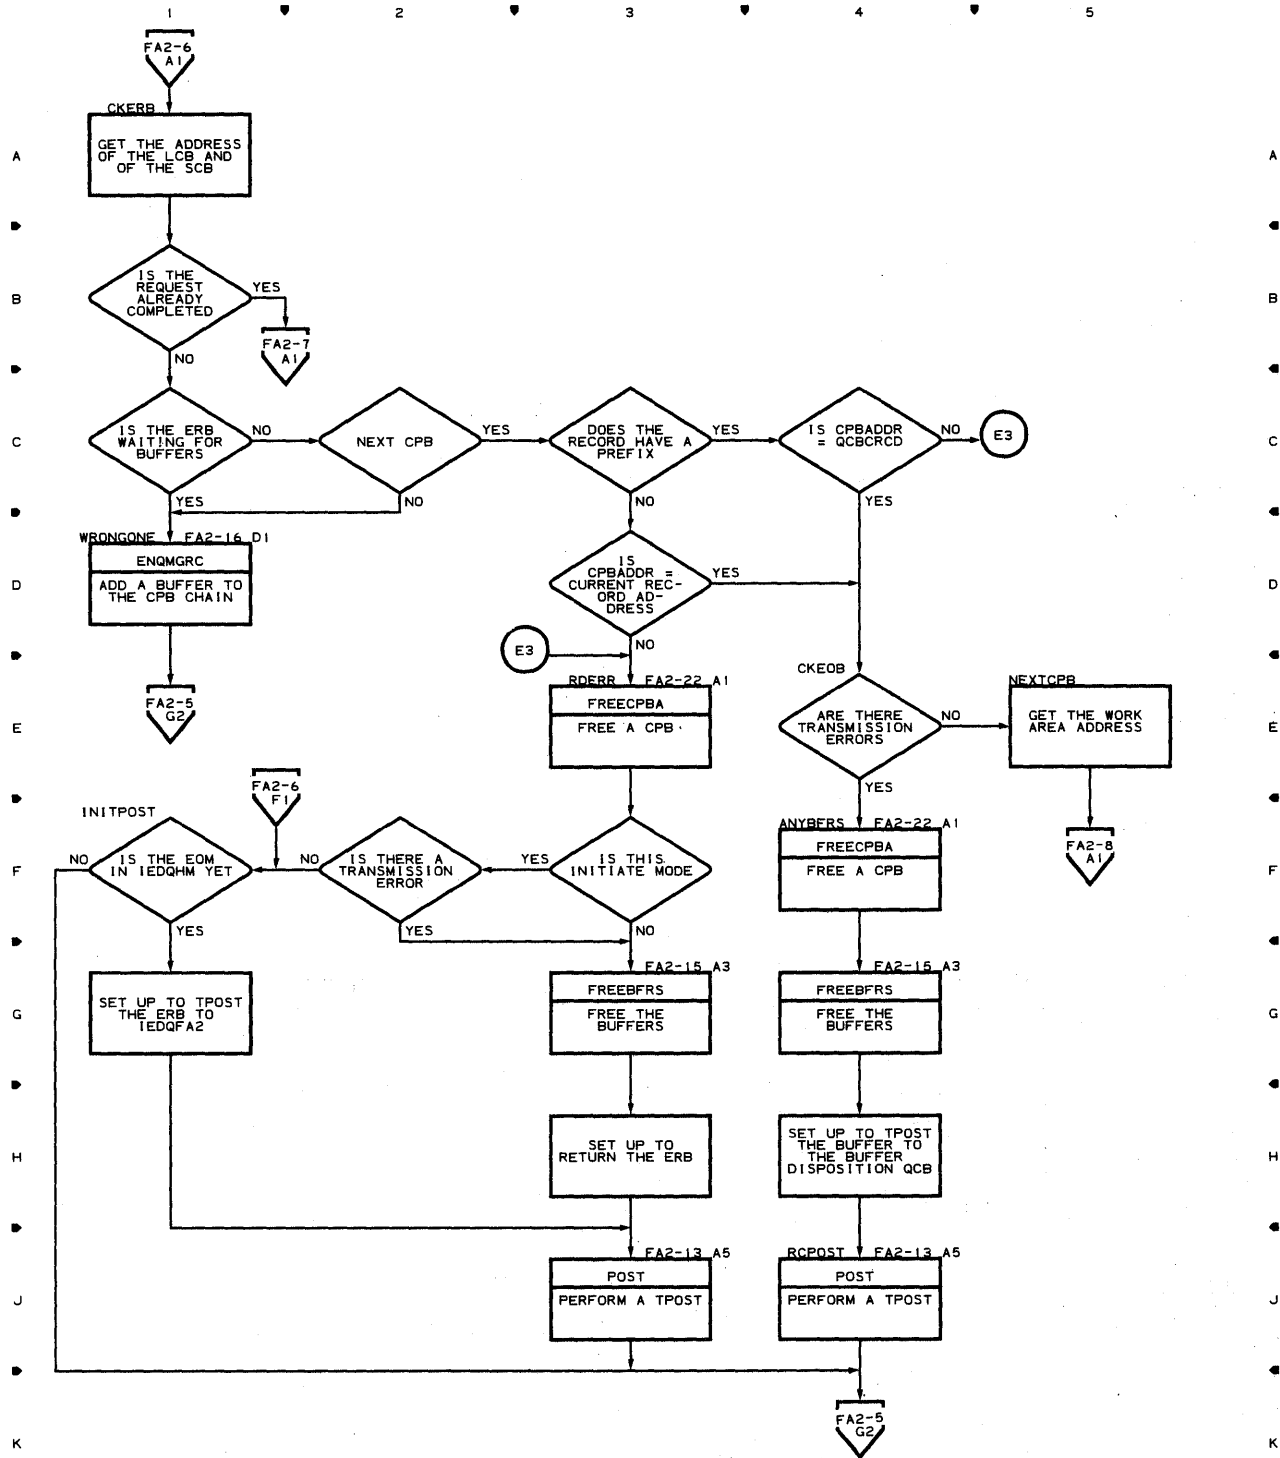 1 2 3 4 5
FA2-6
A1
CKERB
GET THE ADDRESS
OF THE LCB AND
OF THE SCB
A A
IS THE
REQUEST
ALREADY
COMPLETED
YES
B B
FA2-7
A1
NO
IS THE ERB
WAITING FOR
BUFFERS
NO
NEXT CPB
YES
DOES THE
RECORD HAVE A
PREFIX
YES
IS CPBADDR
= QCBCRCD
NO
E3
C C
YES
NO
NO
YES
WRONGONE FA2-16 D1
ENQMGRC
ADD A BUFFER TO
THE CPB CHAIN
IS
CPBADDR =
CURRENT REC-
ORD AD-
DRESS
YES
D D
NO
E3
FA2-5
G2
RDERR FA2-22 A1
FREECPBA
FREE A CPB
CKEOB
ARE THERE
TRANSMISSION
ERRORS
NO
NEXTCPB
GET THE WORK
AREA ADDRESS
E E
YES
FA2-6
F1
INITPOST
NO
IS THE EOM
IN IEDQHM YET
NO
IS THERE A
TRANSMISSION
ERROR
YES
IS THIS
INITIATE MODE
ANYBFRS FA2-22 A1
FREECPBA
FREE A CPB
FA2-8
A1
F F
YES
YES
NO
SET UP TO TPOST
THE ERB TO
IEDQFA2
FA2-15 A3
FREEBFRS
FREE THE
BUFFERS
FA2-15 A3
FREEBFRS
FREE THE
BUFFERS
G G
SET UP TO
RETURN THE ERB
SET UP TO TPOST
THE BUFFER TO
THE BUFFER
DISPOSITION QCB
H H
FA2-13 A5
POST
PERFORM A TPOST
RCPOST FA2-13 A5
POST
PERFORM A TPOST
J J
FA2-5
G2
K K